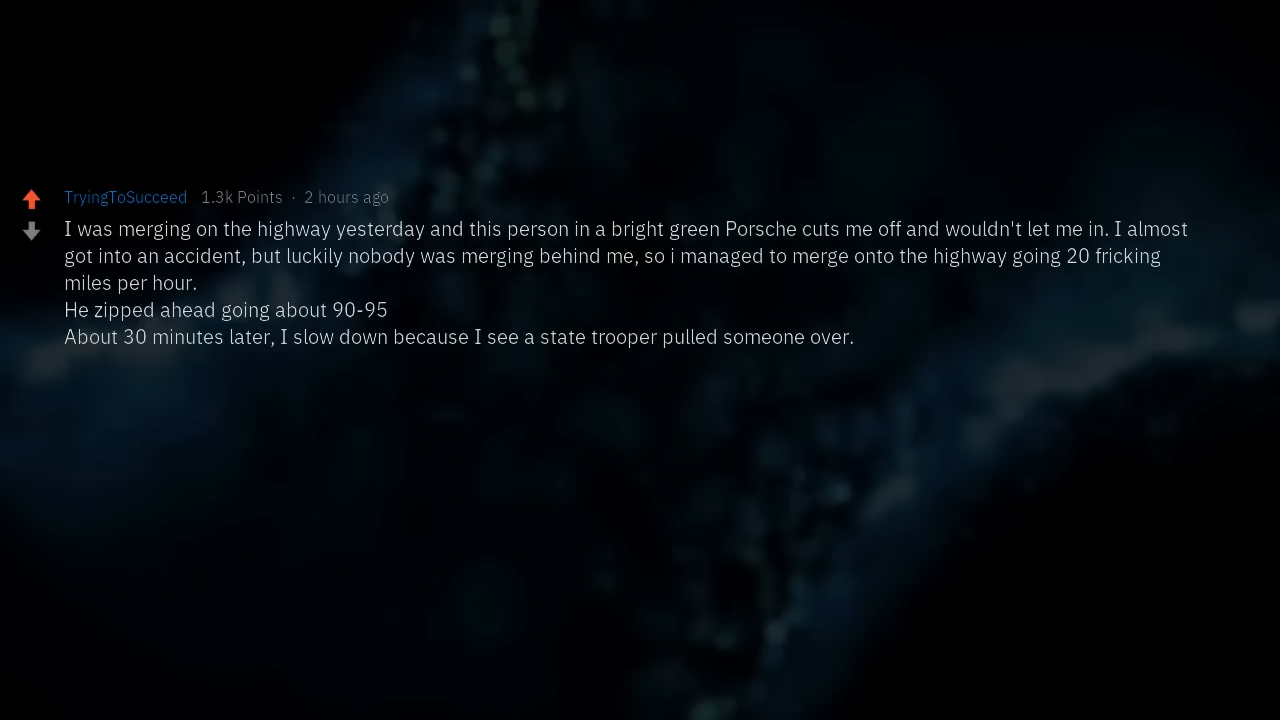 TryingToSucceed 1.3k Points · 2 hours ago
I was merging on the highway yesterday and this person in a bright green Porsche cuts me off and wouldn't let me in. I almost
got into an accident, but luckily nobody was merging behind me, so i managed to merge onto the highway going 20 fricking
miles per hour.
He zipped ahead going about 90-95
About 30 minutes later, I slow down because I see a state trooper pulled someone over.